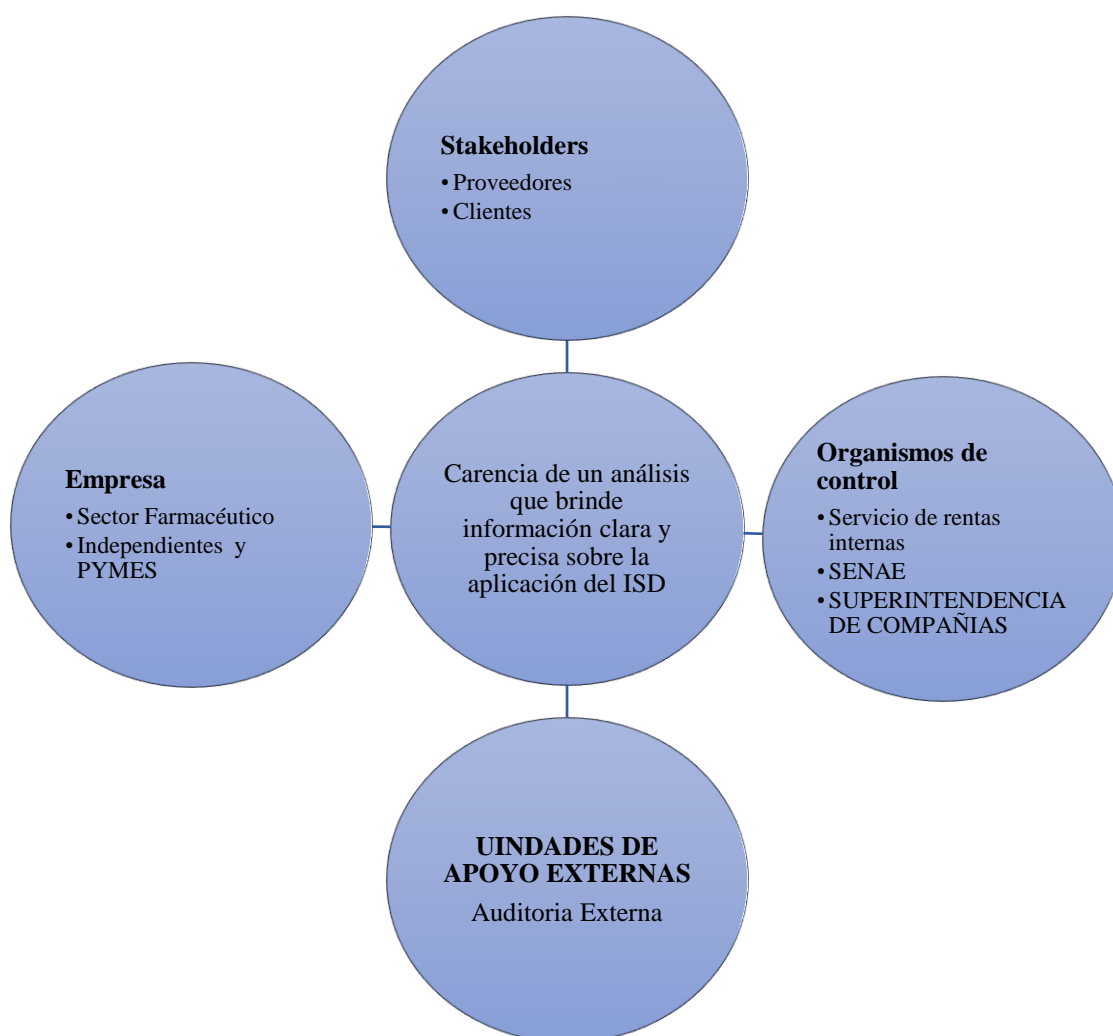 Stakeholders
• Proveedores
• Clientes
Empresa
• Sector Farmacéutico
• Independientes y
PYMES
Carencia de un análisis
que brinde
información clara y
precisa sobre la
aplicación del ISD
Organismos de
control
• Servicio de rentas
internas
• SENAE
• SUPERINTENDENCIA
DE COMPAÑIAS
UINDADES DE
APOYO EXTERNAS
Auditoria Externa